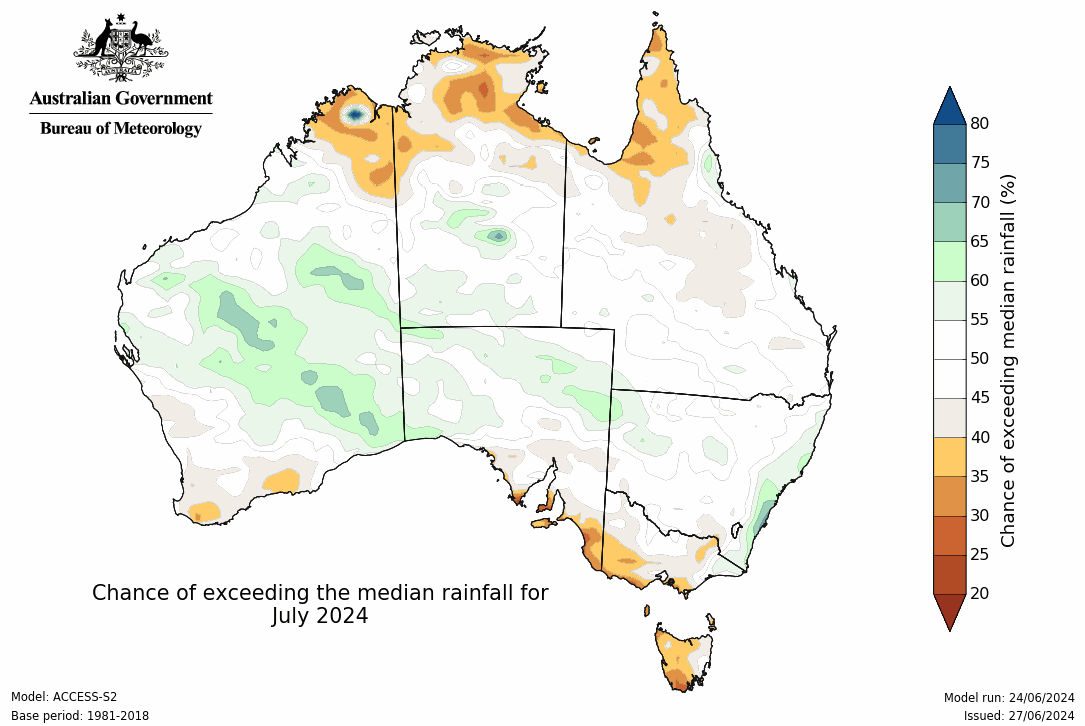 AUSTRALIA
Australian Government
Bureau of Meteorology
80
75
70
65
60
55
50
45
40
35
30
25
20
Chance of exceeding median rainfall (%)
Chance of exceeding the median rainfall for
July 2024
Model: ACCESS-S2
Base period: 1981-2018
Model run: 24/06/2024
Issued: 27/06/2024